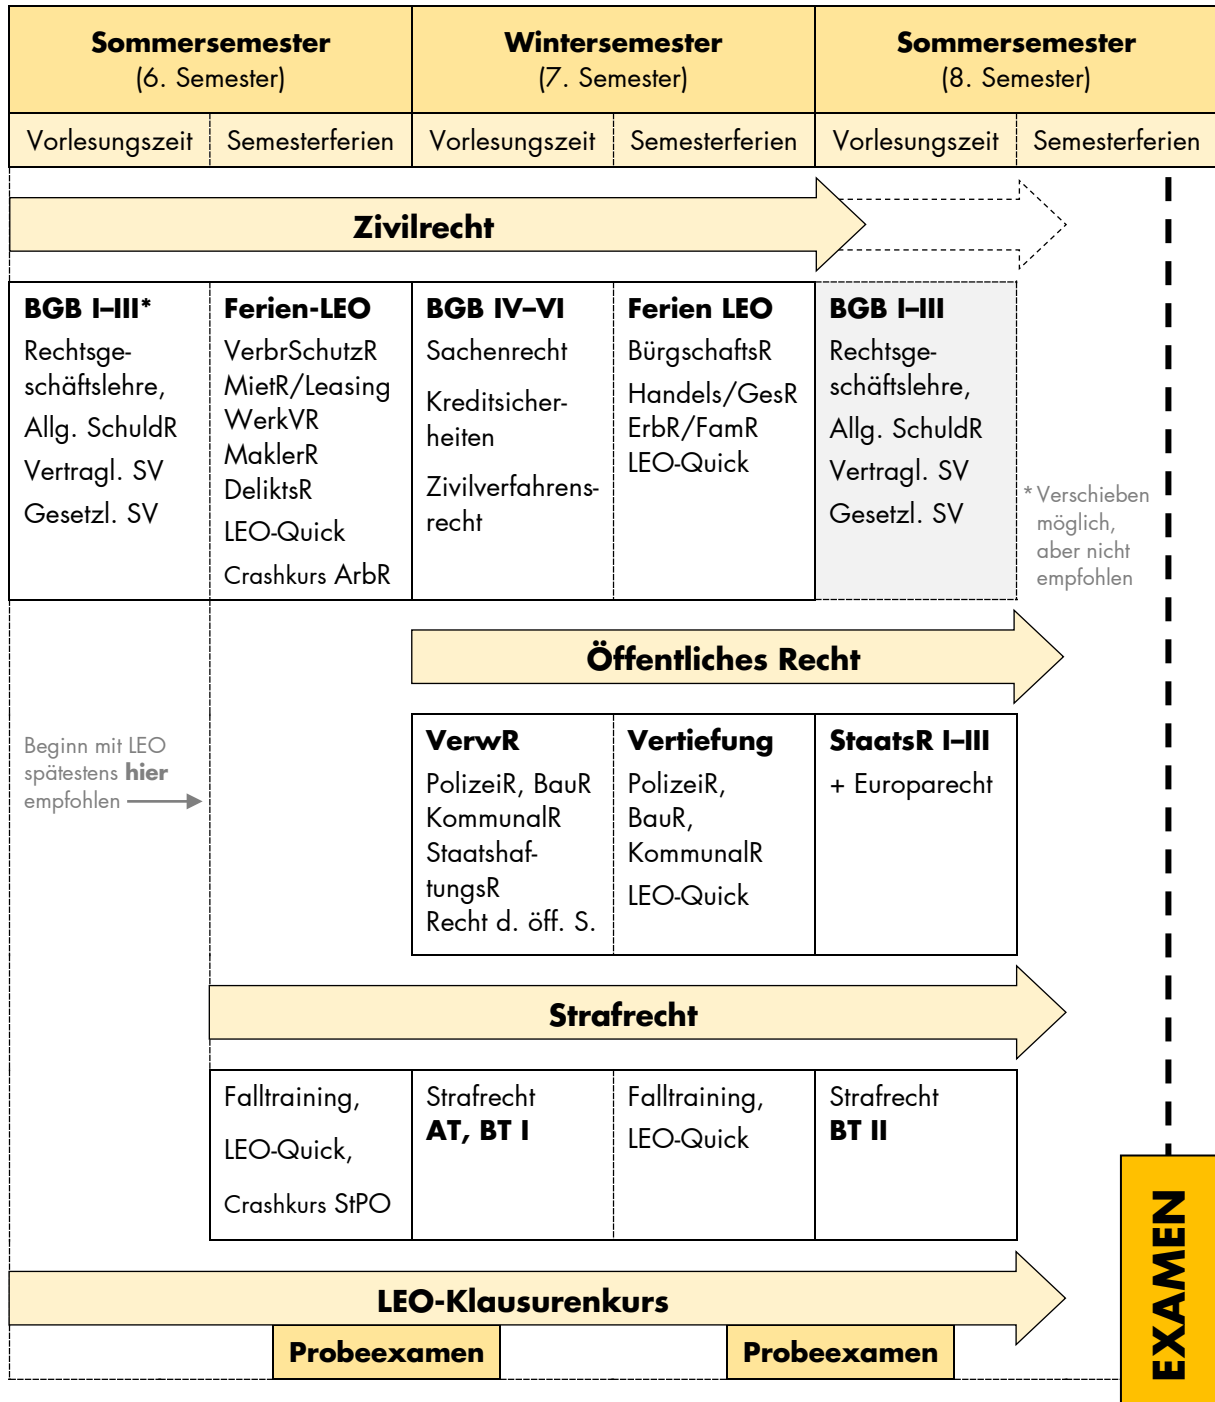 Sommersemester
(6. Semester)
Wintersemester
(7. Semester)
Sommersemester
(8. Semester)
Vorlesungszeit
Semesterferien
Vorlesungszeit
Semesterferien
Vorlesungszeit
Semesterferien
Zivilrecht
BGB I–III*
Rechtsge-
schäftslehre,
Allg. SchuldR
Vertragl. SV
Gesetzl. SV
Ferien-LEO
VerbrSchutzR
MietR/Leasing
WerkVR
MaklerR
DeliktsR
LEO-Quick
Crashkurs ArbR
BGB IV–VI
Sachenrecht
Kreditsicher-
heiten
Zivilverfahrens-
recht
Ferien LEO
BürgschaftsR
Handels/GesR
ErbR/FamR
LEO-Quick
BGB I–III
Rechtsge-
schäftslehre,
Allg. SchuldR
Vertragl. SV
Gesetzl. SV
* Verschieben
möglich,
aber nicht
empfohlen
Öffentliches Recht
Beginn mit LEO
spätestens hier
empfohlen
VerwR
PolizeiR, BauR
KommunalR
Staatshaf-
tungsR
Recht d. öff. S.
Vertiefung
PolizeiR,
BauR,
KommunalR
LEO-Quick
StaatsR I–III
+ Europarecht
Strafrecht
Falltraining,
LEO-Quick,
Crashkurs StPO
Strafrecht
AT, BT I
Falltraining,
LEO-Quick
Strafrecht
BT II
LEO-Klausurenkurs
Probeexamen
Probeexamen
EXAMEN